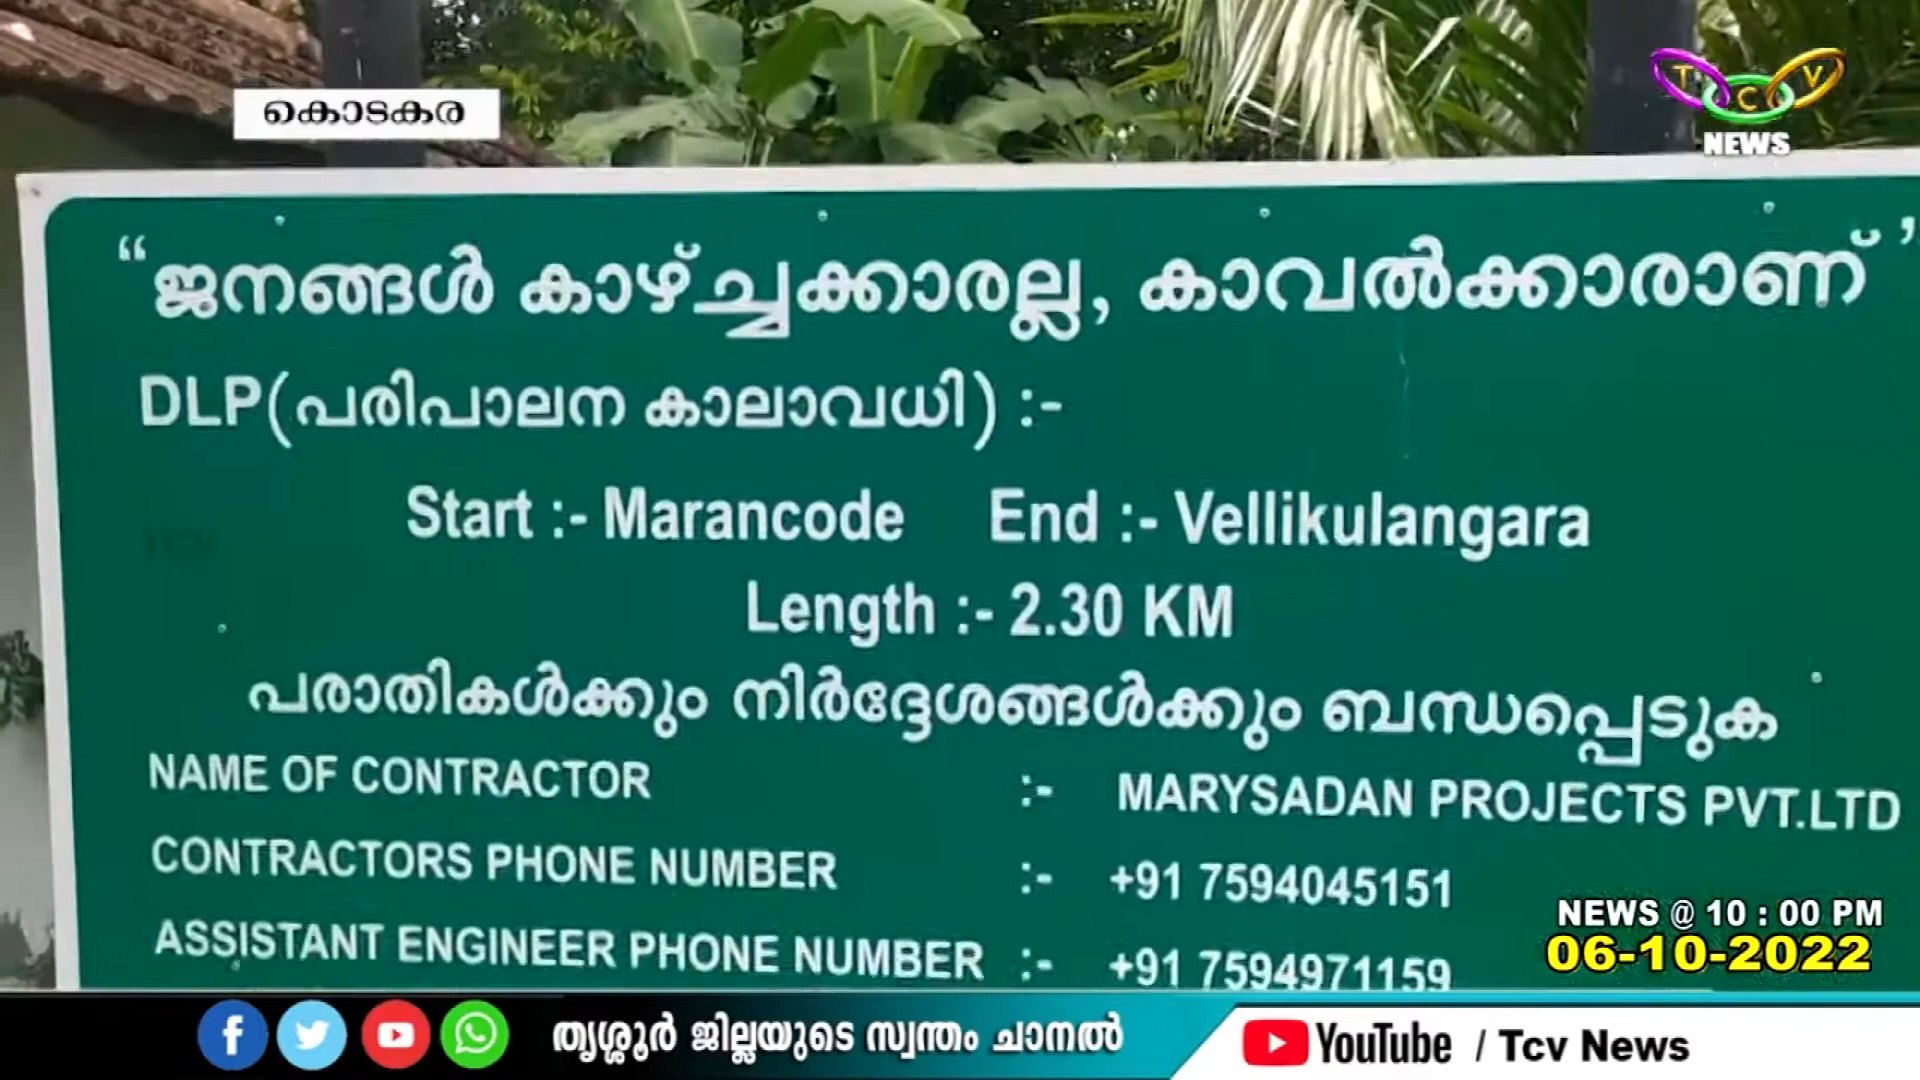 കൊടകര
TCV
NEWS
“ജനങ്ങൾ കാഴ്ച്ചക്കാരല്ല, കാവൽക്കാരാണ്”
DLP(പരിപാലന കാലാവധി) :-
Start :- Marancode End :- Vellikulangara
Length :- 2.30 KM
പരാതികൾക്കും നിർദ്ദേശങ്ങൾക്കും ബന്ധപ്പെടുക
NAME OF CONTRACTOR :- MARYSADAN PROJECTS PVT.LTD
CONTRACTORS PHONE NUMBER :- +91 7594045151
ASSISTANT ENGINEER PHONE NUMBER :- +91 7594971159
NEWS @ 10 : 00 PM
06-10-2022
തൃശ്ശൂർ ജില്ലയുടെ സ്വന്തം ചാനൽ
YouTube / Tcv News